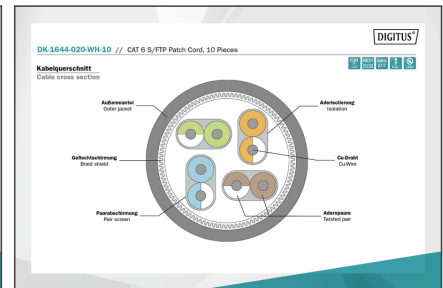 DIGITUS®
DK-1644-020-WH-10 // CAT 6 S/FTP Patch Cord, 10 Pieces
Kabelquerschnitt
Cable cross section
Außenmantel
Outer jacket
Aderisolierung
Isolation
Geflechtschirmung
Braid shield
Cu-Draht
Cu-Wire
Paarabschirmung
Pair screen
Adernpaare
Twisted pair